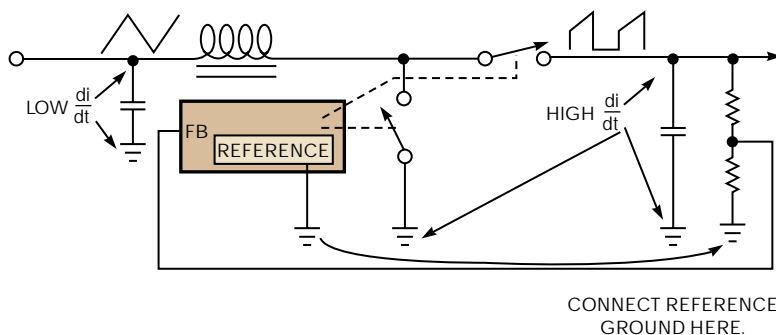 LOW di/dt
HIGH di/dt
FB
REFERENCE
CONNECT REFERENCE
GROUND HERE.